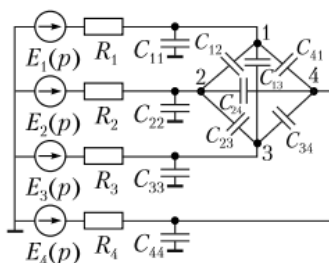 1
C₁₂ C₄₁
E₁(p) R₁ C₁₁ C₁₃
2 4
C₂₄
E₂(p) R₂ C₂₂ C₂₃ C₃₄
3
E₃(p) R₃ C₃₃
E₄(p) R₄ C₄₄